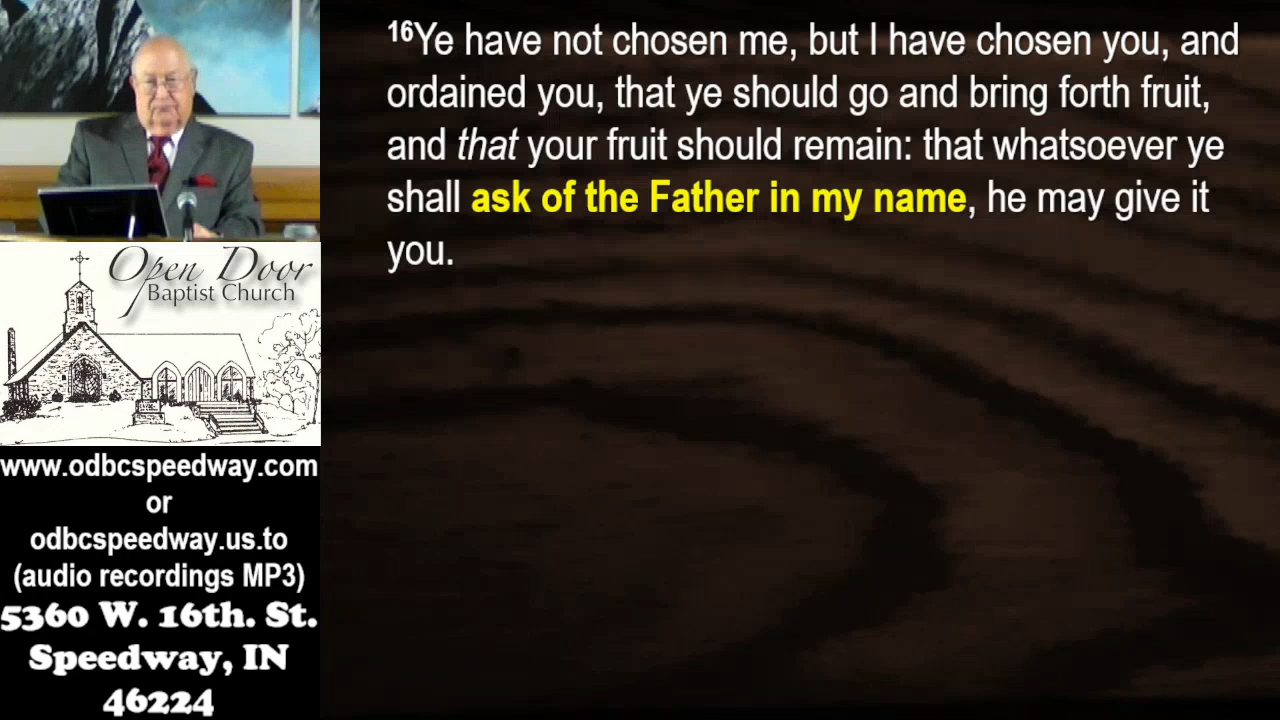 ¹⁶Ye have not chosen me, but I have chosen you, and
ordained you, that ye should go and bring forth fruit,
and that your fruit should remain: that whatsoever ye
shall ask of the Father in my name, he may give it
you.
Open Door
Baptist Church
www.odbcspeedway.com
or
odbcspeedway.us.to
(audio recordings MP3)
5360 W. 16th. St.
Speedway, IN
46224